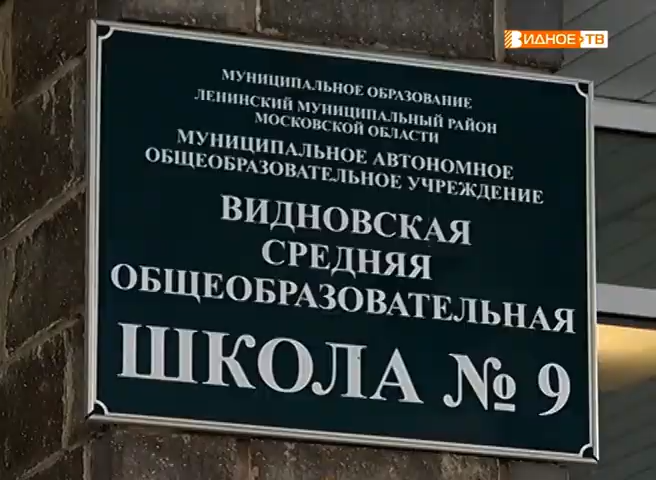 ВИДНОЕ-ТВ
МУНИЦИПАЛЬНОЕ ОБРАЗОВАНИЕ
ЛЕНИНСКИЙ МУНИЦИПАЛЬНЫЙ РАЙОН
МОСКОВСКОЙ ОБЛАСТИ
МУНИЦИПАЛЬНОЕ АВТОНОМНОЕ
ОБЩЕОБРАЗОВАТЕЛЬНОЕ УЧРЕЖДЕНИЕ
ВИДНОВСКАЯ
СРЕДНЯЯ
ОБЩЕОБРАЗОВАТЕЛЬНАЯ
ШКОЛА № 9